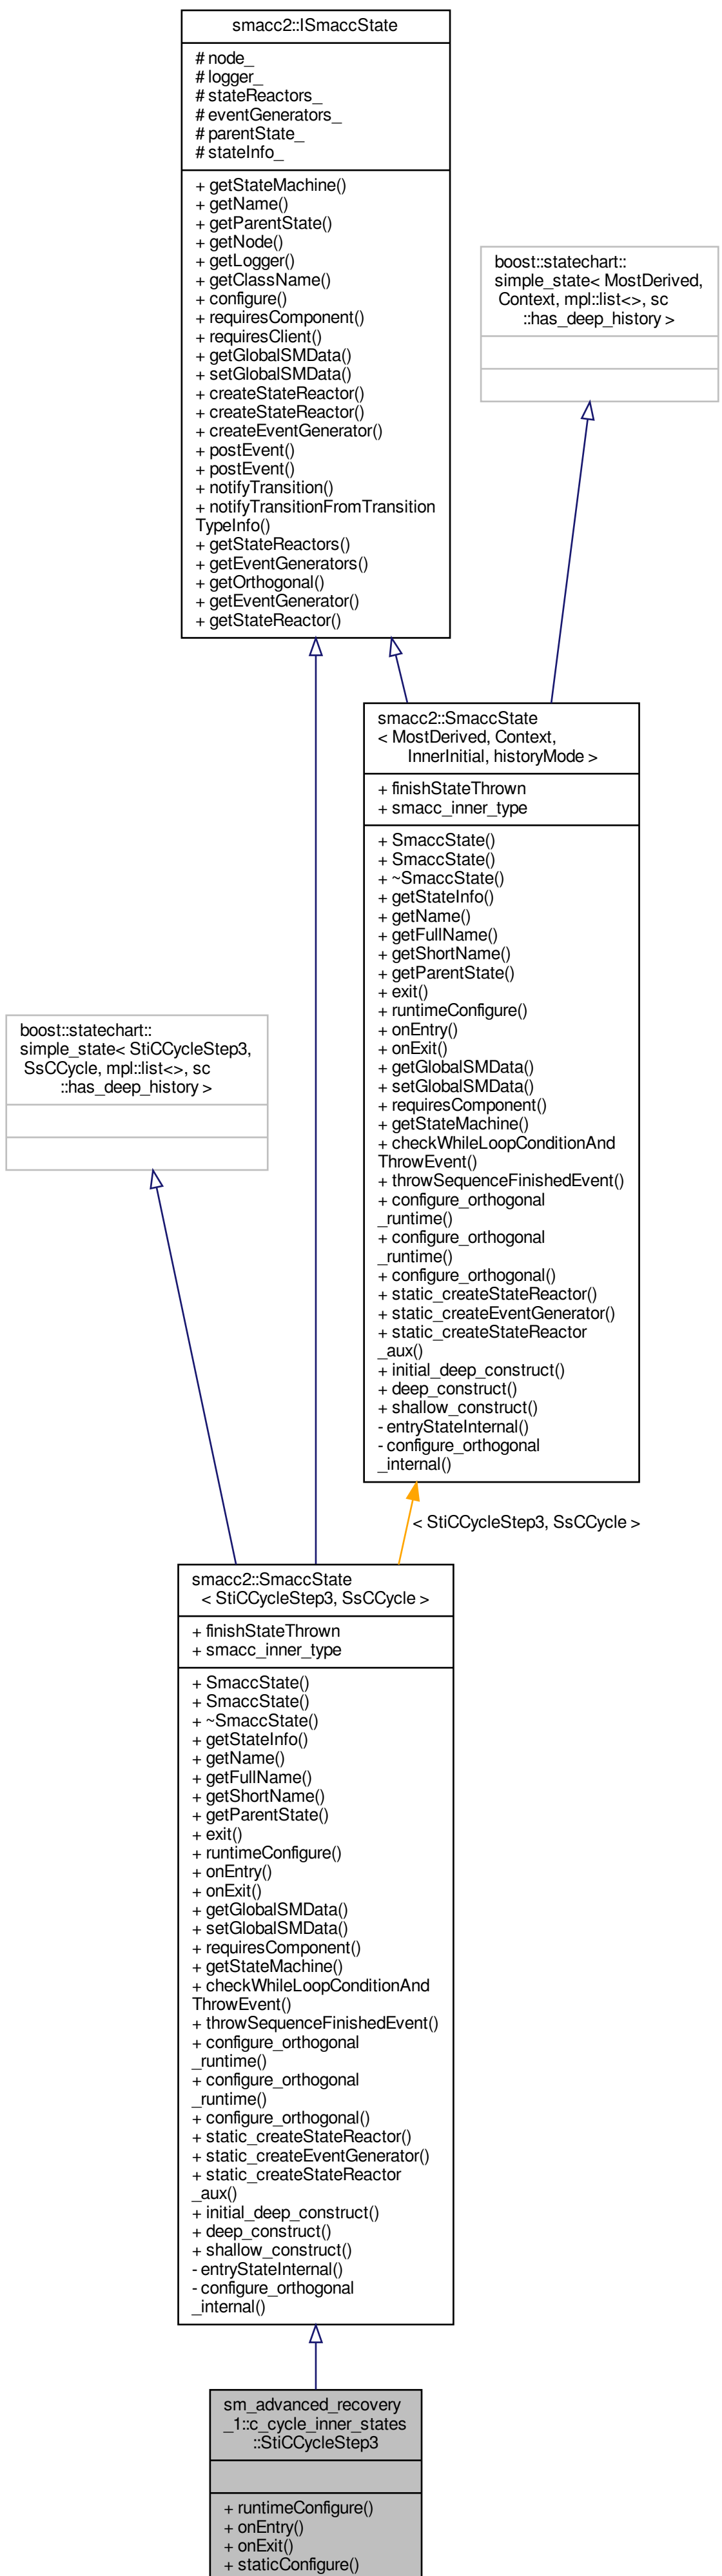 smacc2::ISmaccState
# node_
# logger_
# stateReactors_
# eventGenerators_
# parentState_
# stateInfo_
+ getStateMachine()
+ getName()
+ getParentState()
+ getNode()
+ getLogger()
+ getClassName()
+ configure()
+ requiresComponent()
+ requiresClient()
+ getGlobalSMData()
+ setGlobalSMData()
+ createStateReactor()
+ createStateReactor()
+ createEventGenerator()
+ postEvent()
+ postEvent()
+ notifyTransition()
+ notifyTransitionFromTransition
TypeInfo()
+ getStateReactors()
+ getEventGenerators()
+ getOrthogonal()
+ getEventGenerator()
+ getStateReactor()
boost::statechart::
simple_state< MostDerived,
Context, mpl::list<>, sc
::has_deep_history >
smacc2::SmaccState
< MostDerived, Context,
InnerInitial, historyMode >
+ finishStateThrown
+ smacc_inner_type
+ SmaccState()
+ SmaccState()
+ ~SmaccState()
+ getStateInfo()
+ getName()
+ getFullName()
+ getShortName()
+ getParentState()
+ exit()
+ runtimeConfigure()
+ onEntry()
+ onExit()
+ getGlobalSMData()
+ setGlobalSMData()
+ requiresComponent()
+ getStateMachine()
+ checkWhileLoopConditionAnd
ThrowEvent()
+ throwSequenceFinishedEvent()
+ configure_orthogonal
_runtime()
+ configure_orthogonal
_runtime()
+ configure_orthogonal()
+ static_createStateReactor()
+ static_createEventGenerator()
+ static_createStateReactor
_aux()
+ initial_deep_construct()
+ deep_construct()
+ shallow_construct()
- entryStateInternal()
- configure_orthogonal
_internal()
boost::statechart::
simple_state< StiCCycleStep3,
SsCCycle, mpl::list<>, sc
::has_deep_history >
< StiCCycleStep3, SsCCycle >
smacc2::SmaccState
< StiCCycleStep3, SsCCycle >
+ finishStateThrown
+ smacc_inner_type
+ SmaccState()
+ SmaccState()
+ ~SmaccState()
+ getStateInfo()
+ getName()
+ getFullName()
+ getShortName()
+ getParentState()
+ exit()
+ runtimeConfigure()
+ onEntry()
+ onExit()
+ getGlobalSMData()
+ setGlobalSMData()
+ requiresComponent()
+ getStateMachine()
+ checkWhileLoopConditionAnd
ThrowEvent()
+ throwSequenceFinishedEvent()
+ configure_orthogonal
_runtime()
+ configure_orthogonal
_runtime()
+ configure_orthogonal()
+ static_createStateReactor()
+ static_createEventGenerator()
+ static_createStateReactor
_aux()
+ initial_deep_construct()
+ deep_construct()
+ shallow_construct()
- entryStateInternal()
- configure_orthogonal
_internal()
sm_advanced_recovery
_1::c_cycle_inner_states
::StiCCycleStep3
+ runtimeConfigure()
+ onEntry()
+ onExit()
+ staticConfigure()